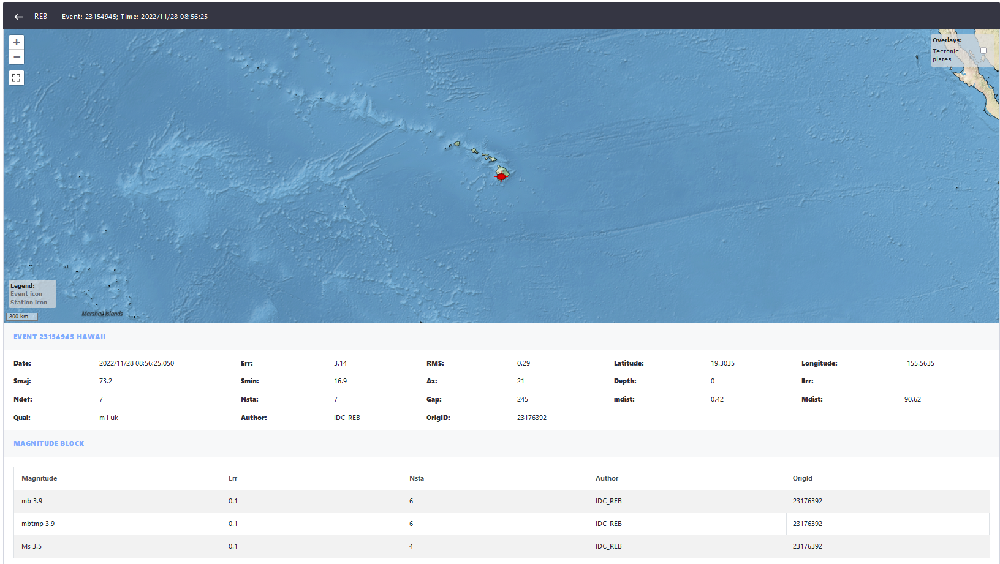 REB Event: 23154945; Time: 2022/11/28 08:56:25
+
−
Overlays:
Tectonic
plates
Legend:
Event icon
Station icon
300 km
Marshall Islands
EVENT 23154945 HAWAII
Date: 2022/11/28 08:56:25.050 Err: 3.14 RMS: 0.29 Latitude: 19.3035 Longitude: -155.5635
Smaj: 73.2 Smin: 16.9 Az: 21 Depth: 0 Err:
Ndef: 7 Nsta: 7 Gap: 245 mdist: 0.42 Mdist: 90.62
Qual: m i uk Author: IDC_REB OrigID: 23176392
MAGNITUDE BLOCK
Magnitude Err Nsta Author OrigId
mb 3.9 0.1 6 IDC_REB 23176392
mbtmp 3.9 0.1 6 IDC_REB 23176392
Ms 3.5 0.1 4 IDC_REB 23176392